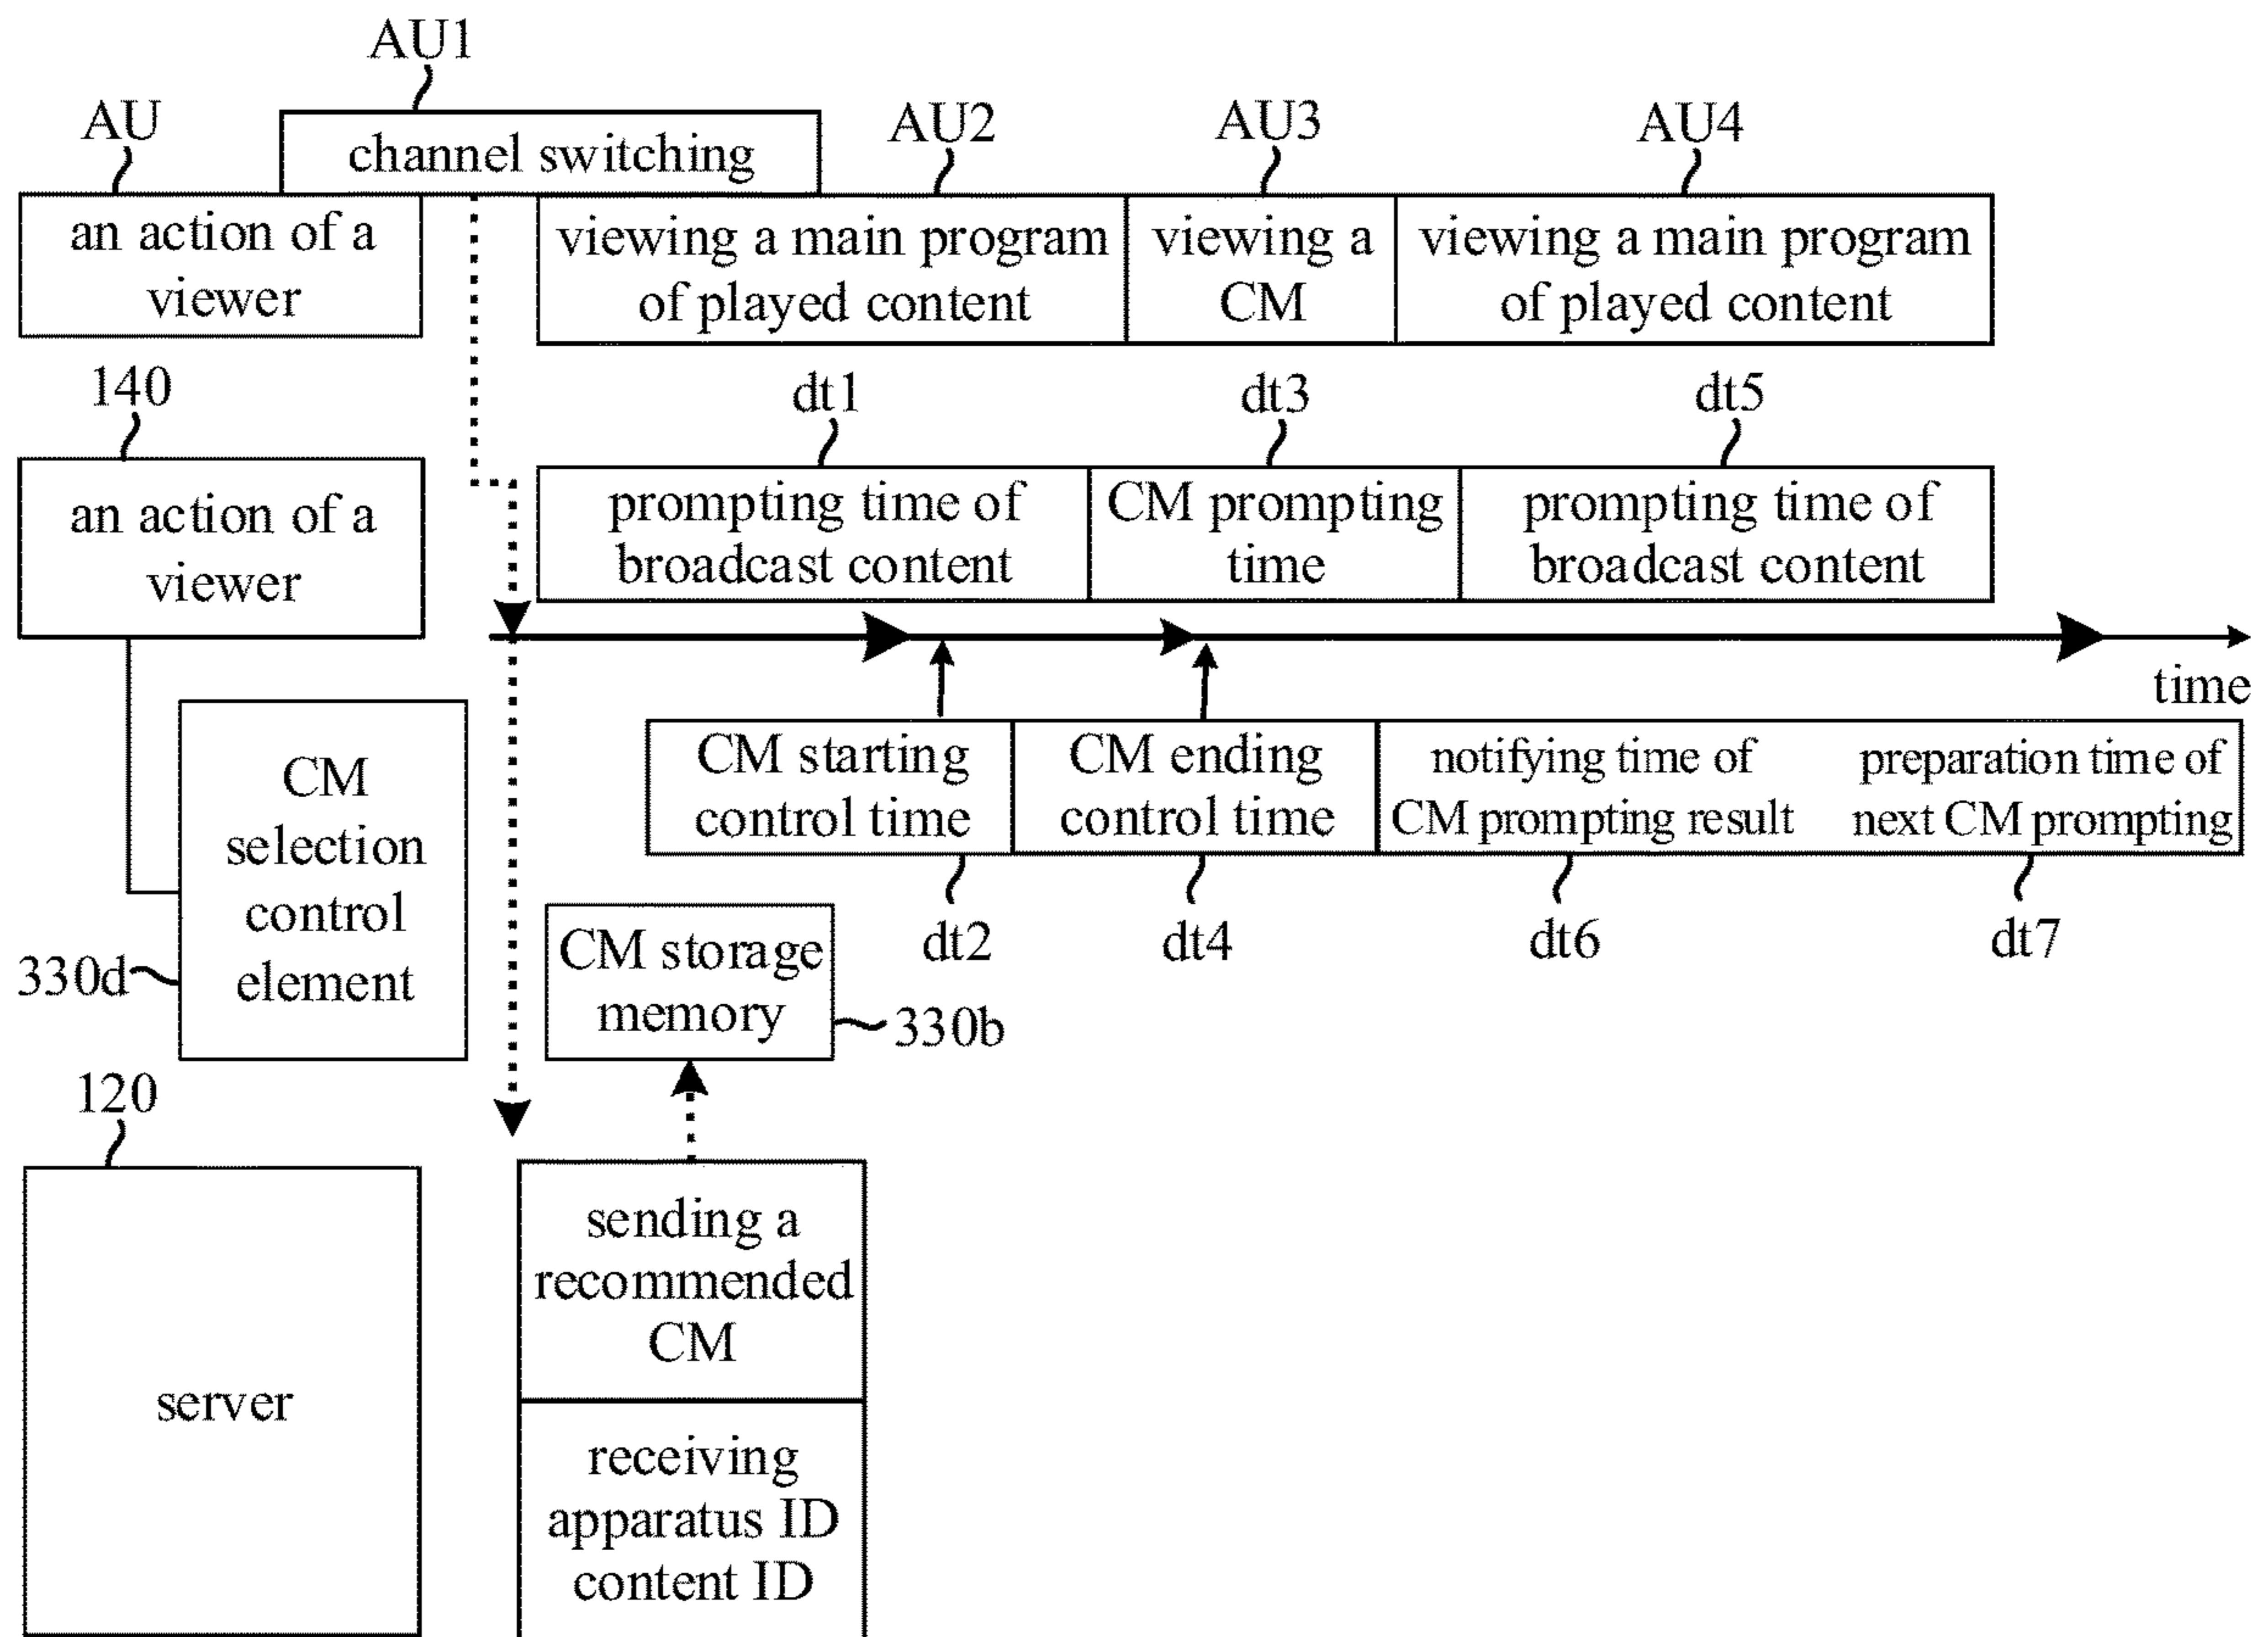 AU1
AU
channel switching
AU2
AU3
AU4
an action of a
viewer
viewing a main program
of played content
viewing a
CM
viewing a main program
of played content
140
dt1
dt3
dt5
an action of a
viewer
prompting time of
broadcast content
CM prompting
time
prompting time of
broadcast content
time
CM
selection
control
element
330d
CM starting
control time
CM ending
control time
notifying time of
CM prompting result
preparation time of
next CM prompting
dt2
dt4
dt6
dt7
CM storage
memory
330b
120
server
sending a
recommended
CM
receiving
apparatus ID
content ID